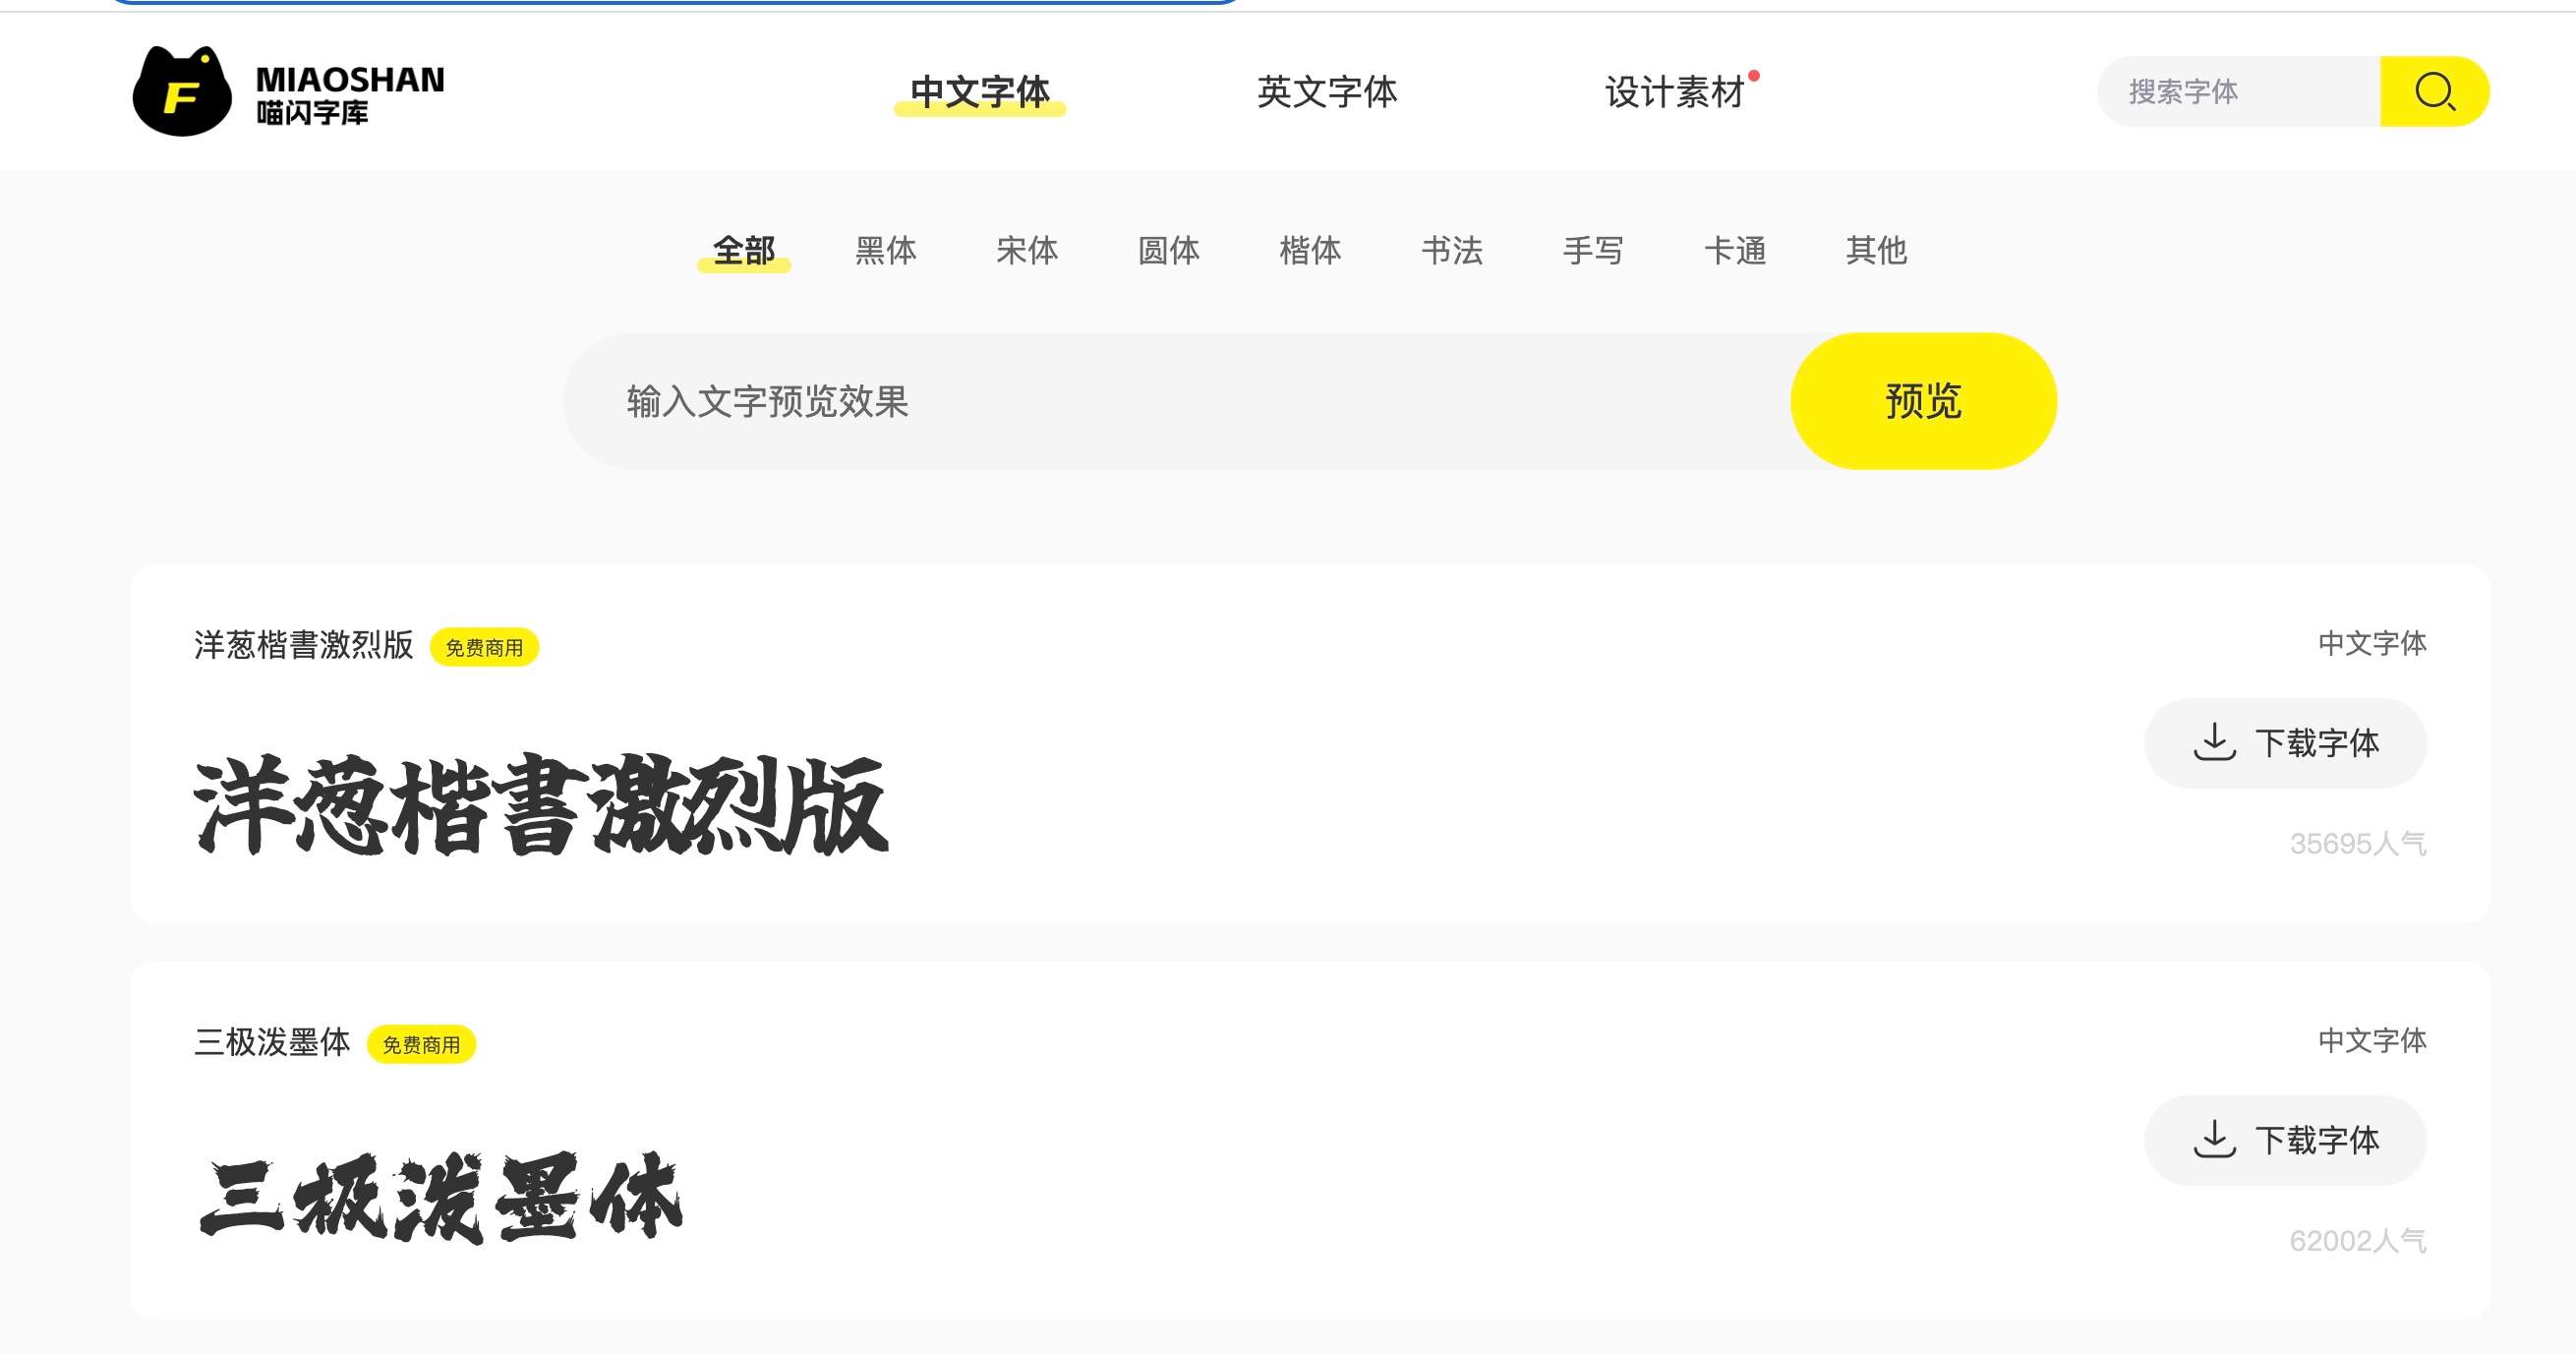 MIAOSHAN
喵闪字库
中文字体 英文字体 设计素材 搜索字体
全部 黑体 宋体 圆体 楷体 书法 手写 卡通 其他
输入文字预览效果 预览
洋葱楷書激烈版 免费商用 中文字体
洋葱楷書激烈版 下载字体
35695人气
三极泼墨体 免费商用 中文字体
三极泼墨体 下载字体
62002人气